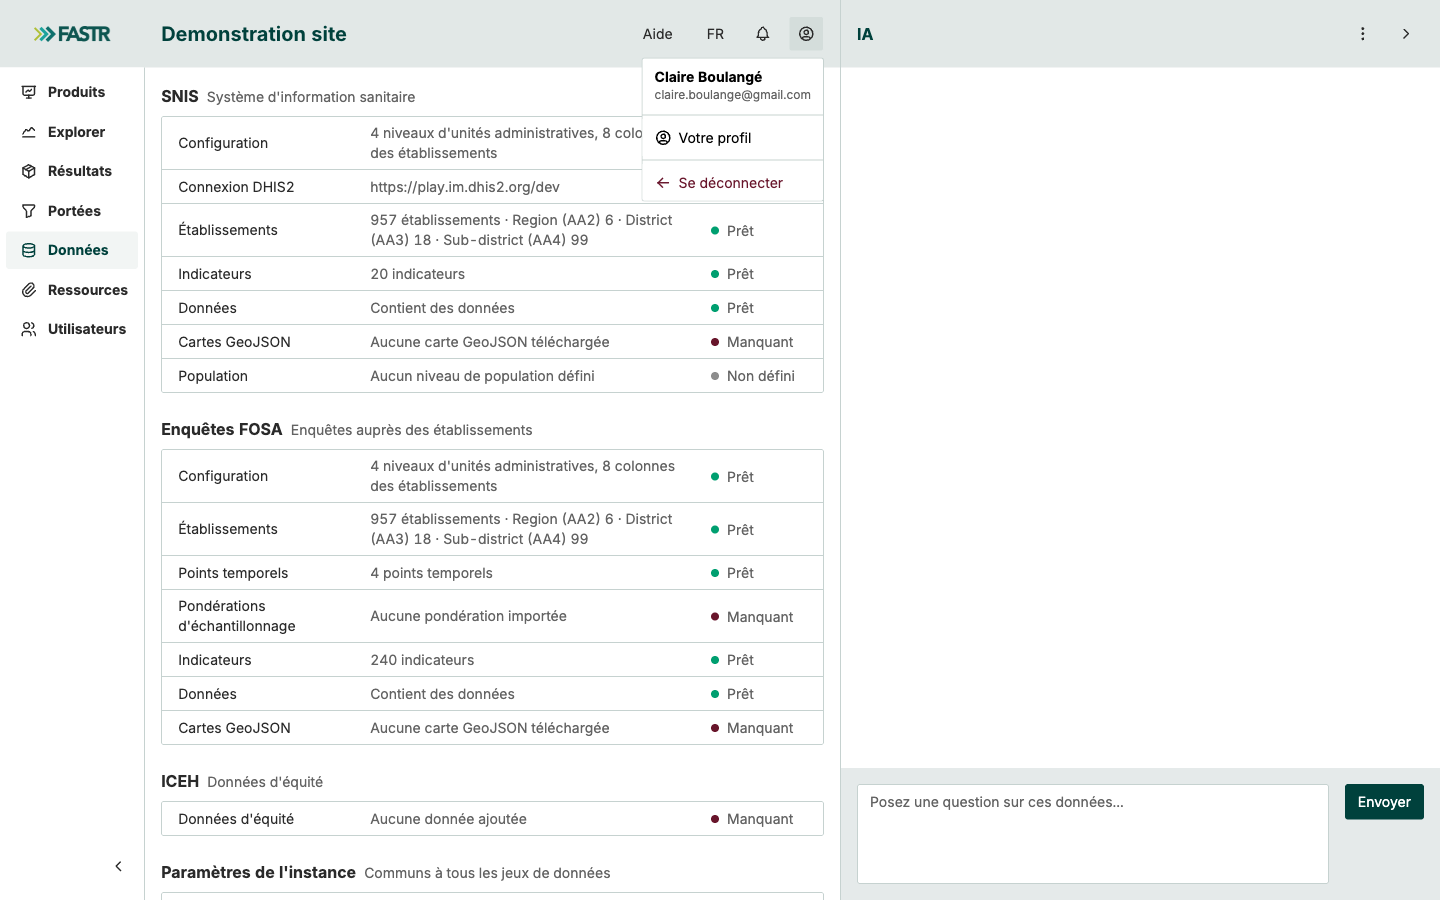 FASTR
Demonstration site
Aide
FR
IA
Claire Boulangé
claire.boulange@gmail.com
Votre profil
Se déconnecter
Produits
Explorer
Résultats
Portées
Données
Ressources
Utilisateurs
SNIS Système d'information sanitaire
Configuration
4 niveaux d'unités administratives, 8 colo
des établissements
Connexion DHIS2
https://play.im.dhis2.org/dev
Établissements
957 établissements · Region (AA2) 6 · District
(AA3) 18 · Sub-district (AA4) 99
Prêt
Indicateurs
20 indicateurs
Prêt
Données
Contient des données
Prêt
Cartes GeoJSON
Aucune carte GeoJSON téléchargée
Manquant
Population
Aucun niveau de population défini
Non défini
Enquêtes FOSA Enquêtes auprès des établissements
Configuration
4 niveaux d'unités administratives, 8 colonnes
des établissements
Prêt
Établissements
957 établissements · Region (AA2) 6 · District
(AA3) 18 · Sub-district (AA4) 99
Prêt
Points temporels
4 points temporels
Prêt
Pondérations
d'échantillonnage
Aucune pondération importée
Manquant
Indicateurs
240 indicateurs
Prêt
Données
Contient des données
Prêt
Cartes GeoJSON
Aucune carte GeoJSON téléchargée
Manquant
ICEH Données d'équité
Données d'équité
Aucune donnée ajoutée
Manquant
Paramètres de l'instance Communs à tous les jeux de données
Posez une question sur ces données...
Envoyer